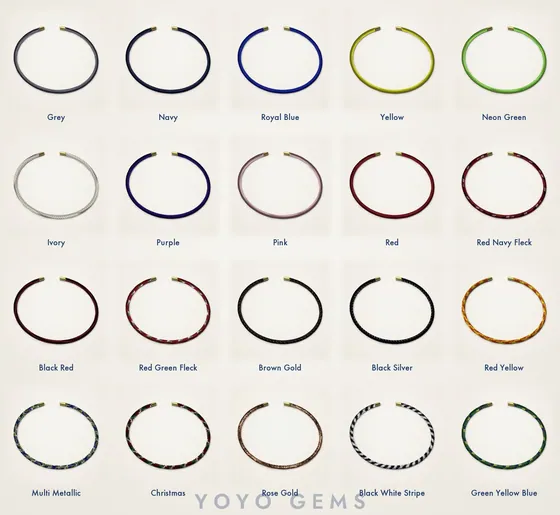 Grey
Navy
Royal Blue
Yellow
Neon Green
Ivory
Purple
Pink
Red
Red Navy Fleck
Black Red
Red Green Fleck
Brown Gold
Black Silver
Red Yellow
Multi Metallic
Christmas
Rose Gold
Black White Stripe
Green Yellow Blue
YOYO GEMS